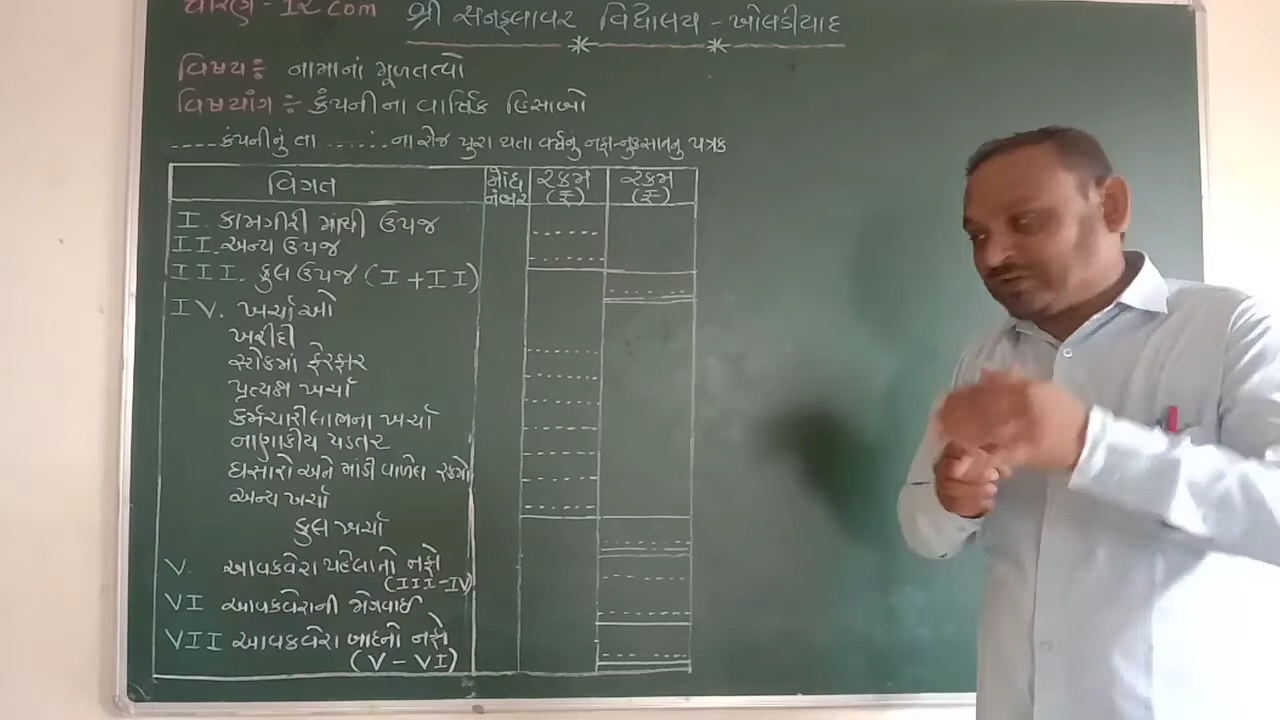 ધોરણ - 12 Com
શ્રી સનફ્લાવર વિદ્યાલય - ખોલડીયાદ
વિષય : નામાનાં મૂળતત્વો
વિષયાંગ : કંપનીના વાર્ષિક હિસાબો
.... કંપનીનું તા ....... ના રોજ પુરા થતા વર્ષનું નફા-નુકસાનનું પત્રક
વિગત નોંધ નંબર રકમ (₹) રકમ (₹)
I. કામગીરી માંથી ઉપજ
II. અન્ય ઉપજ
III. કુલ ઉપજ (I + II)
IV. ખર્ચાઓ
ખરીદી
સ્ટોકમાં ફેરફાર
પ્રત્યક્ષ ખર્ચા
કર્મચારીલાભના ખર્ચા
નાણાકીય પડતર
ઘસારો અને માંડી વાળેલ રકમો
અન્ય ખર્ચા
કુલ ખર્ચા
V. આવકવેરા પહેલાનો નફો
(III - IV)
VI આવકવેરાની જોગવાઈ
VII આવકવેરા બાદનો નફો
(V - VI)